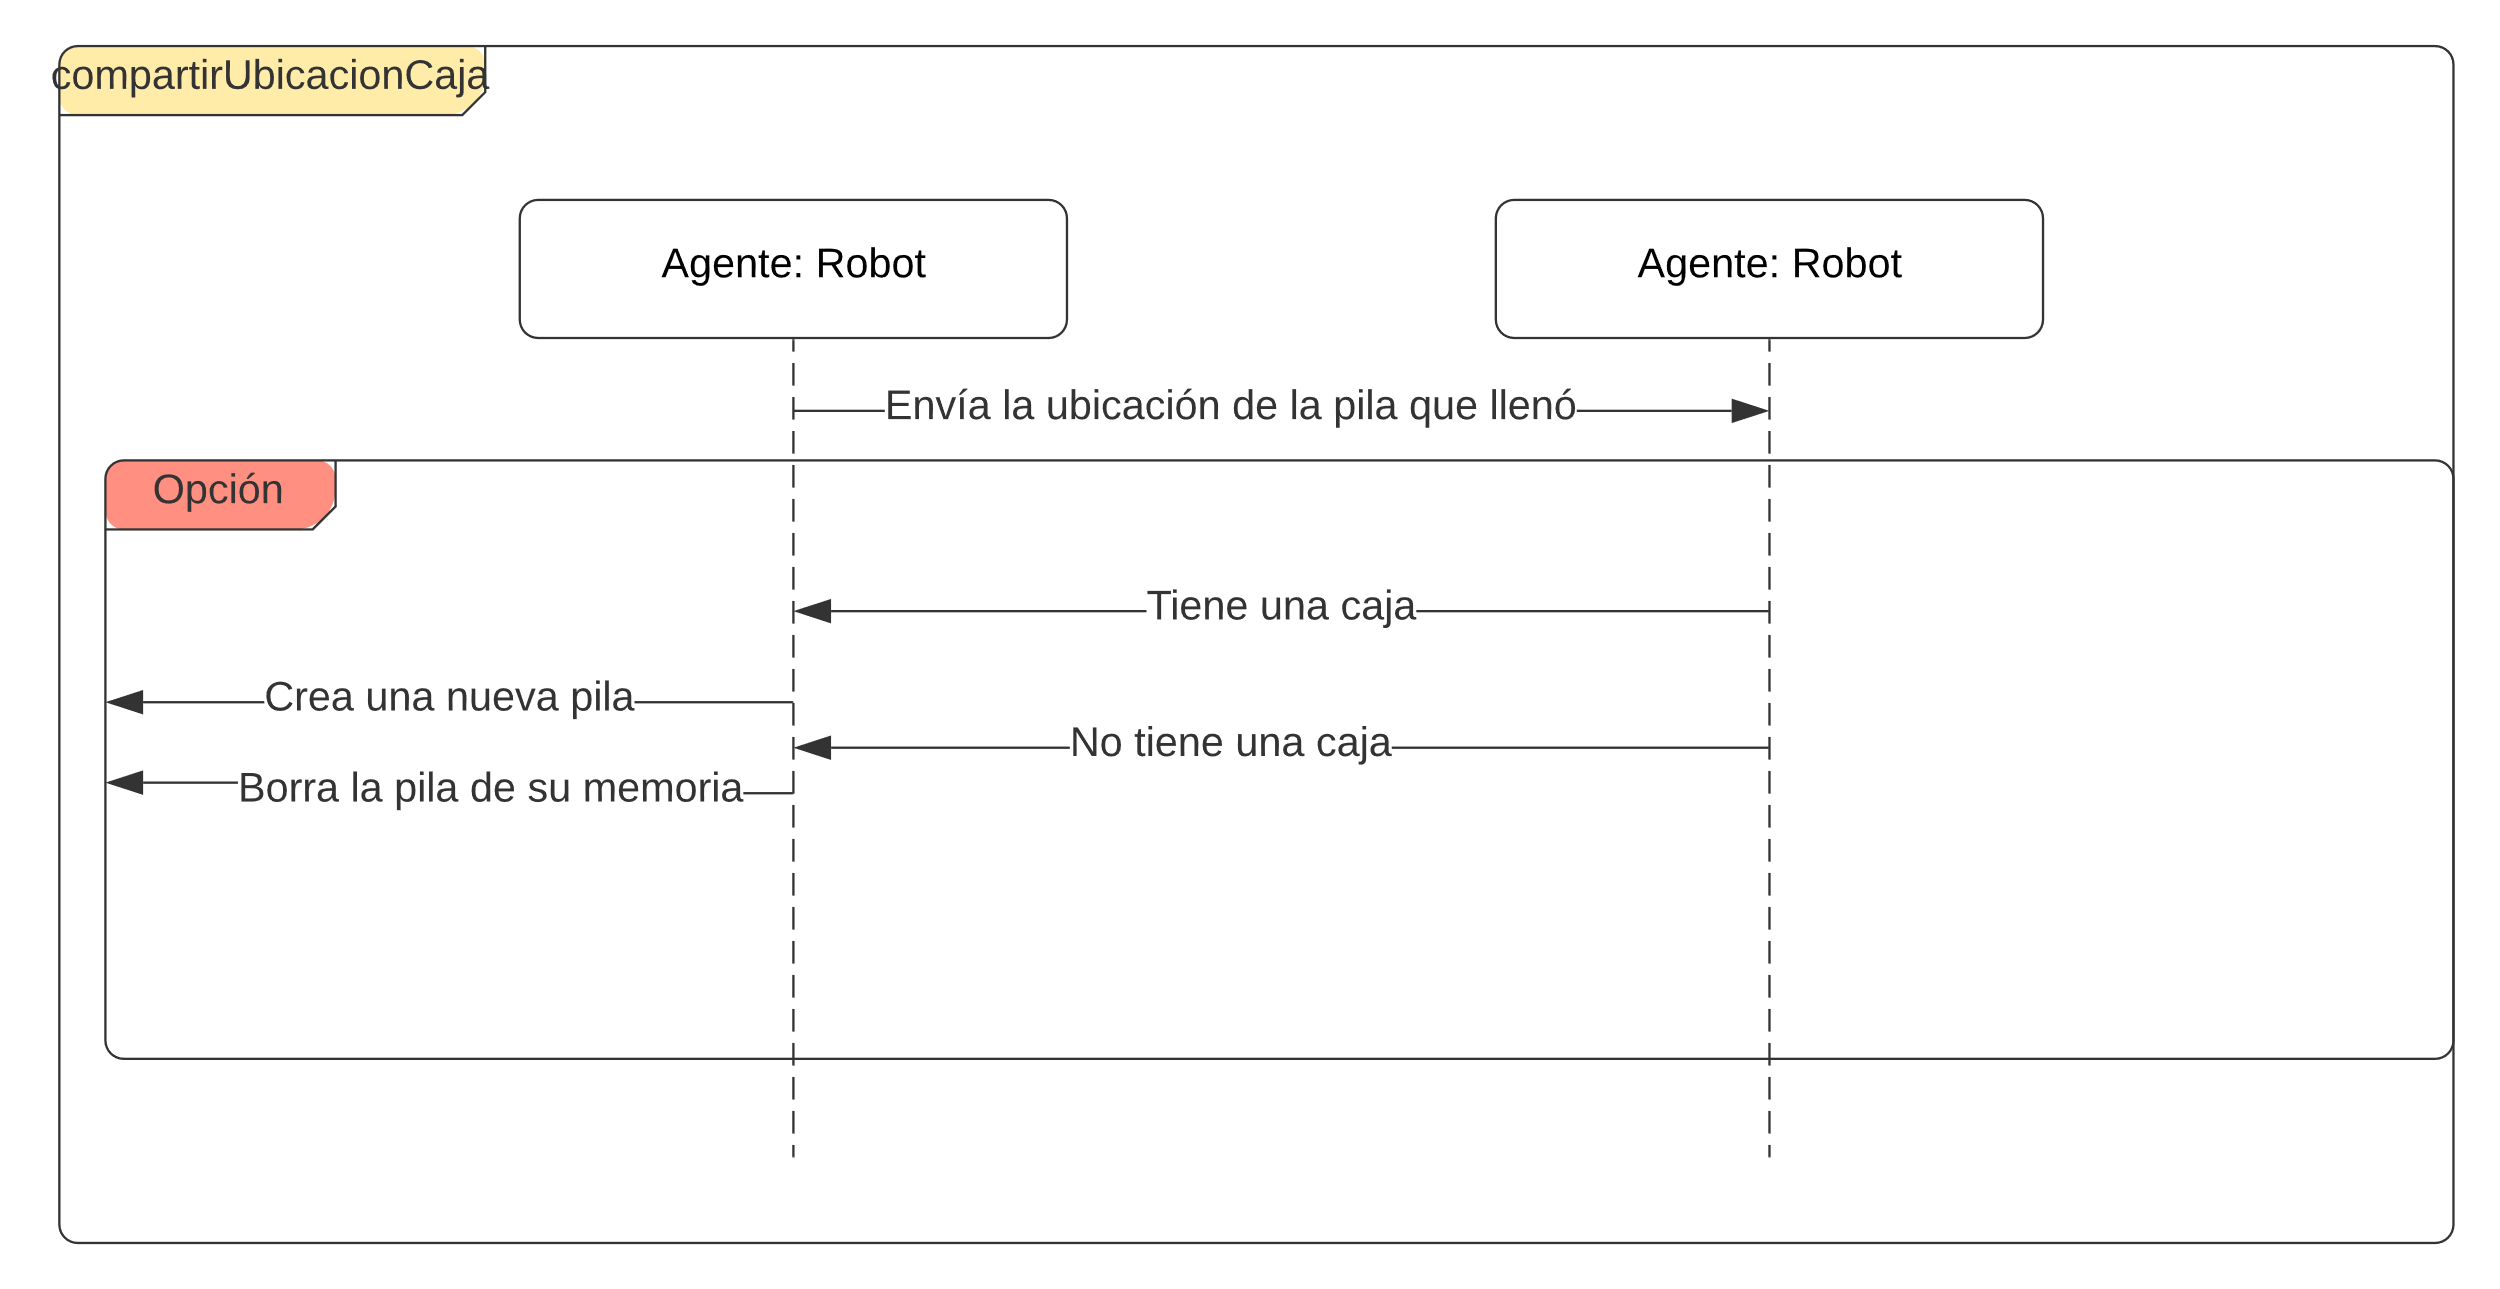 compartirUbicacionCaja
Agente: Robot
Agente: Robot
Envía la ubicación de la pila que llenó
Opción
Tiene una caja
Crea una nueva pila
No tiene una caja
Borra la pila de su memoria